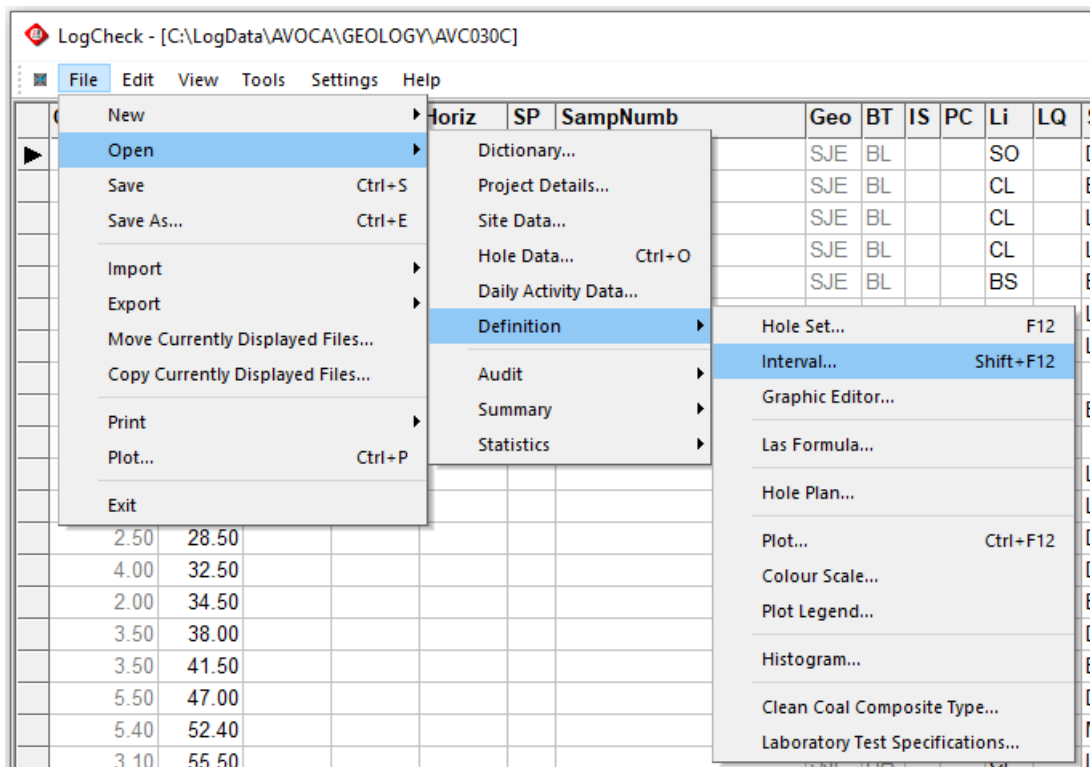 LogCheck - [C:\LogData\AVOCA\GEOLOGY\AVC030C]
File Edit View Tools Settings Help
Horiz SP SampNumb Geo BT IS PC Li LQ
New
Open
Save Ctrl+S
Save As... Ctrl+E
Import
Export
Move Currently Displayed Files...
Copy Currently Displayed Files...
Print
Plot... Ctrl+P
Exit
Dictionary...
Project Details...
Site Data...
Hole Data... Ctrl+O
Daily Activity Data...
Definition
Audit
Summary
Statistics
Hole Set... F12
Interval... Shift+F12
Graphic Editor...
Las Formula...
Hole Plan...
Plot... Ctrl+F12
Colour Scale...
Plot Legend...
Histogram...
Clean Coal Composite Type...
Laboratory Test Specifications...
SJE BL SO
SJE BL CL
SJE BL CL
SJE BL CL
SJE BL BS
2.50 28.50
4.00 32.50
2.00 34.50
3.50 38.00
3.50 41.50
5.50 47.00
5.40 52.40
3.10 55.50